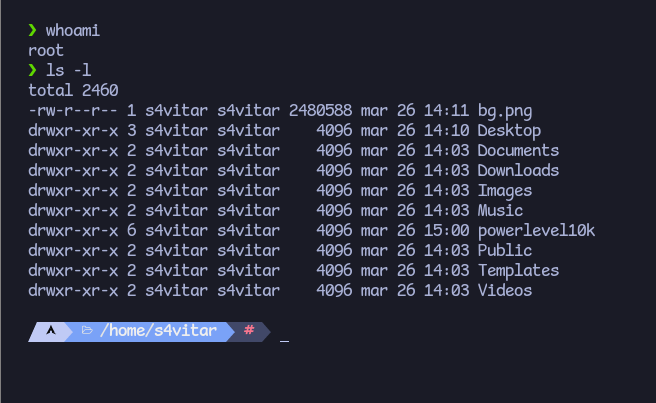 ❯ whoami
root
❯ ls -l
total 2460
-rw-r--r-- 1 s4vitar s4vitar 2480588 mar 26 14:11 bg.png
drwxr-xr-x 3 s4vitar s4vitar    4096 mar 26 14:10 Desktop
drwxr-xr-x 2 s4vitar s4vitar    4096 mar 26 14:03 Documents
drwxr-xr-x 2 s4vitar s4vitar    4096 mar 26 14:03 Downloads
drwxr-xr-x 2 s4vitar s4vitar    4096 mar 26 14:03 Images
drwxr-xr-x 2 s4vitar s4vitar    4096 mar 26 14:03 Music
drwxr-xr-x 6 s4vitar s4vitar    4096 mar 26 15:00 powerlevel10k
drwxr-xr-x 2 s4vitar s4vitar    4096 mar 26 14:03 Public
drwxr-xr-x 2 s4vitar s4vitar    4096 mar 26 14:03 Templates
drwxr-xr-x 2 s4vitar s4vitar    4096 mar 26 14:03 Videos
/home/s4vitar # _